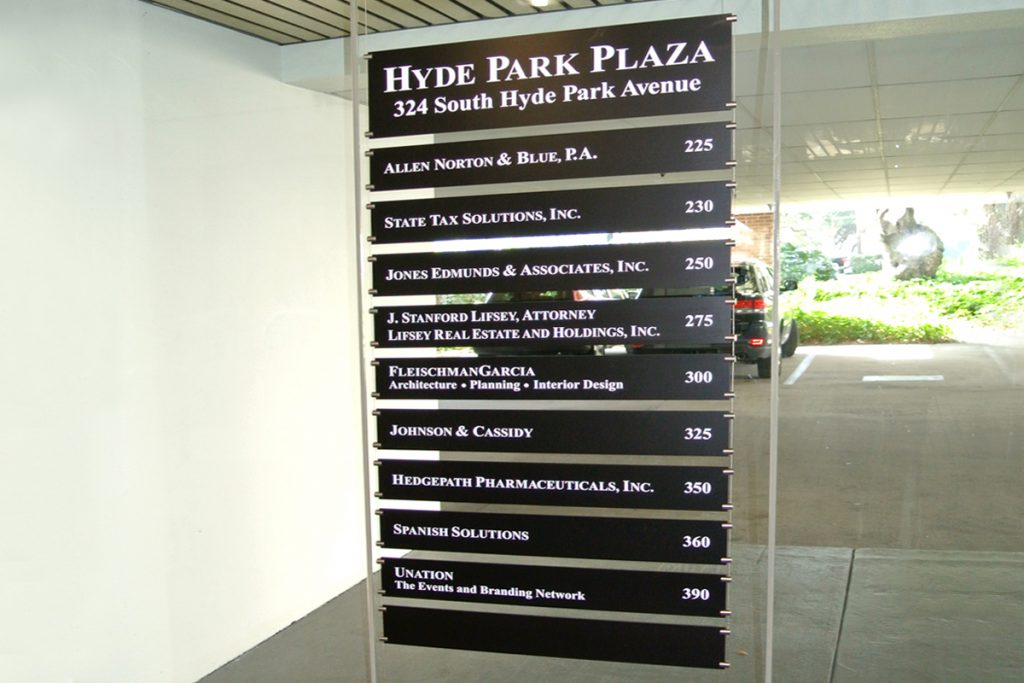 HYDE PARK PLAZA
324 South Hyde Park Avenue
ALLEN NORTON & BLUE, P.A. 225
STATE TAX SOLUTIONS, INC. 230
JONES EDMUNDS & ASSOCIATES, INC. 250
J. STANFORD LIFSEY, ATTORNEY
LIFSEY REAL ESTATE AND HOLDINGS, INC. 275
FLEISCHMANGARCIA
Architecture • Planning • Interior Design 300
JOHNSON & CASSIDY 325
HEDGEPATH PHARMACEUTICALS, INC. 350
SPANISH SOLUTIONS 360
UNATION
The Events and Branding Network 390